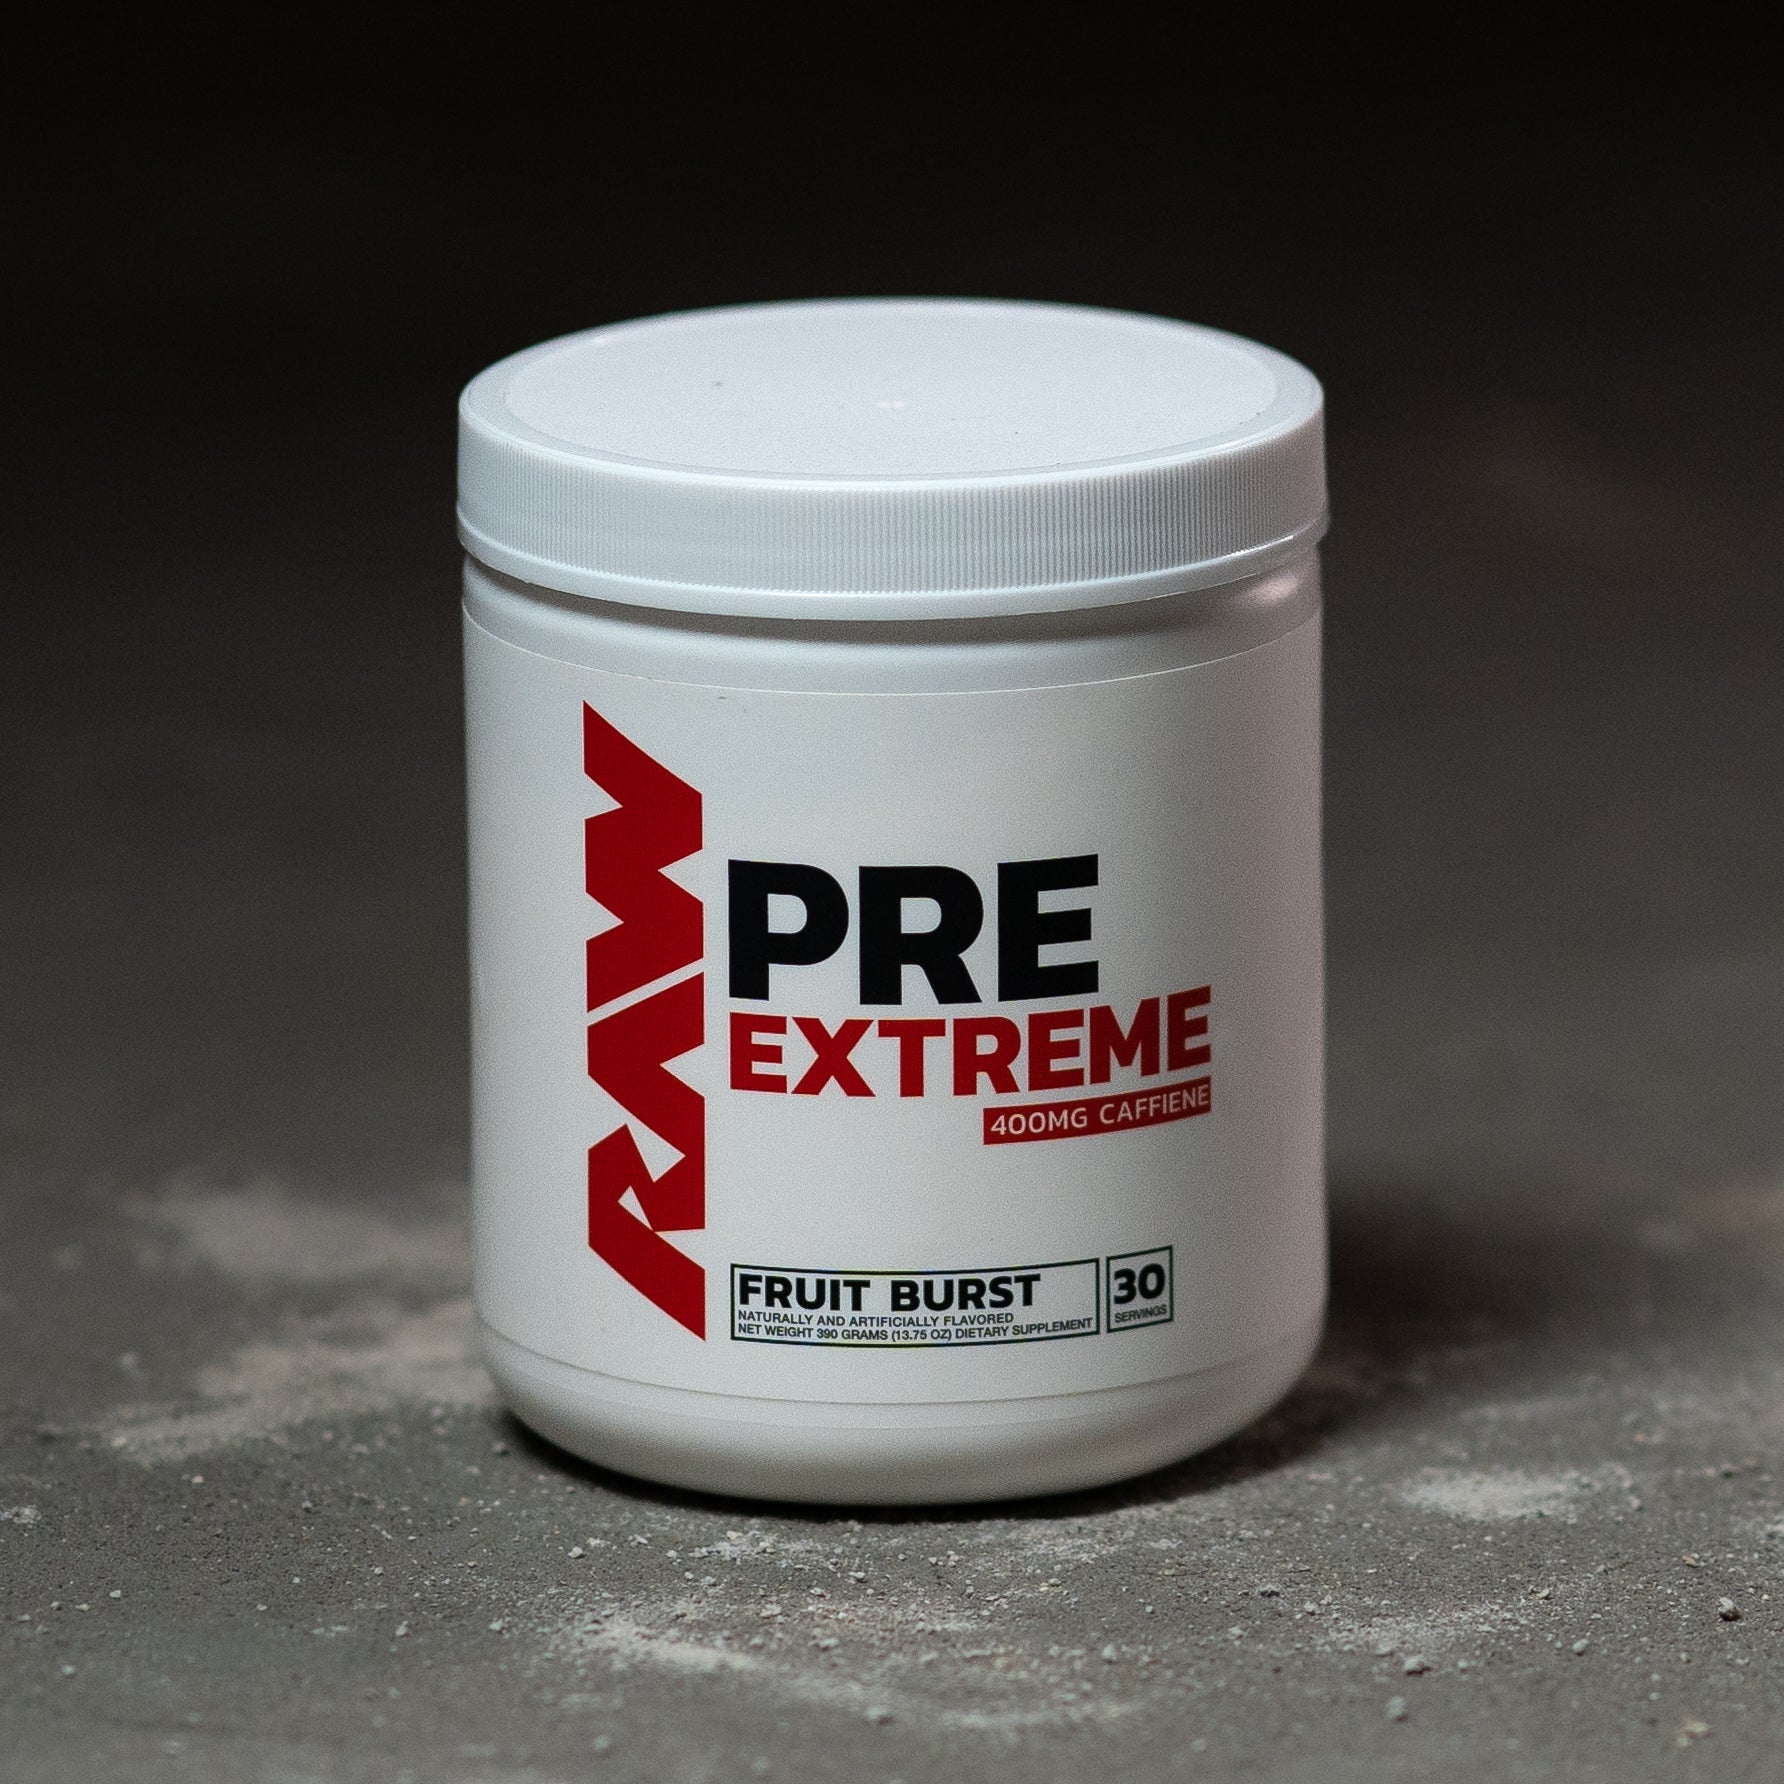 RAW
PRE
EXTREME
400MG CAFFIENE
FRUIT BURST
NATURALLY AND ARTIFICIALLY FLAVORED
NET WEIGHT 390 GRAMS (13.75 OZ) DIETARY SUPPLEMENT
30
SERVINGS